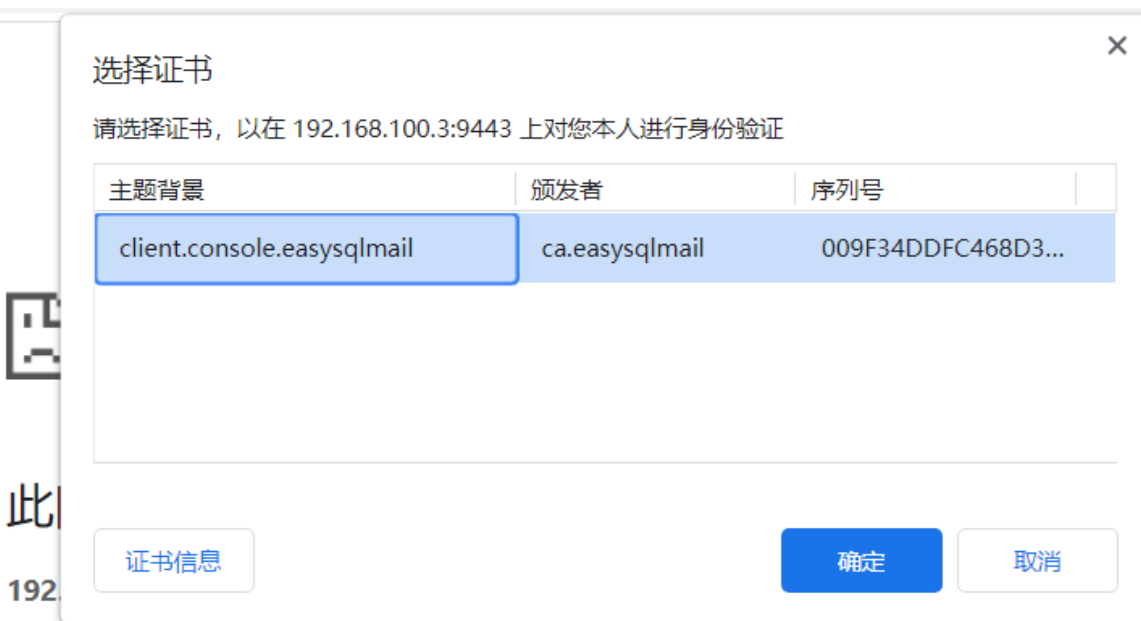 选择证书
请选择证书，以在 192.168.100.3:9443 上对您本人进行身份验证
主题背景 颁发者 序列号
client.console.easysqlmail ca.easysqlmail 009F34DDFC468D3...
此
192.
证书信息 确定 取消